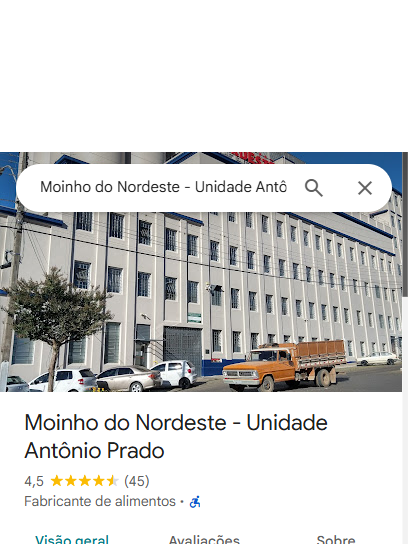 Moinho do Nordeste - Unidade Antô
Moinho do Nordeste - Unidade
Antônio Prado
4,5 (45)
Fabricante de alimentos ·
Visão geral Avaliações Sobre